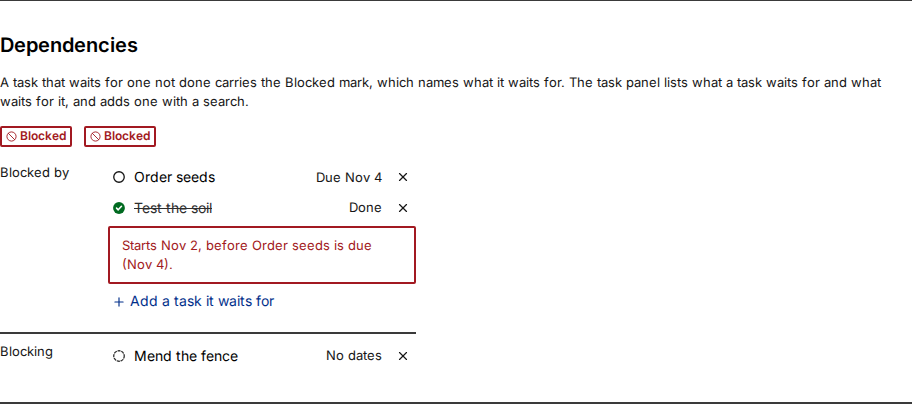 Dependencies
A task that waits for one not done carries the Blocked mark, which names what it waits for. The task panel lists what a task waits for and what
waits for it, and adds one with a search.
Blocked Blocked
Blocked by
Order seeds Due Nov 4 ×
Test the soil Done ×
Starts Nov 2, before Order seeds is due
(Nov 4).
+ Add a task it waits for
Blocking
Mend the fence No dates ×